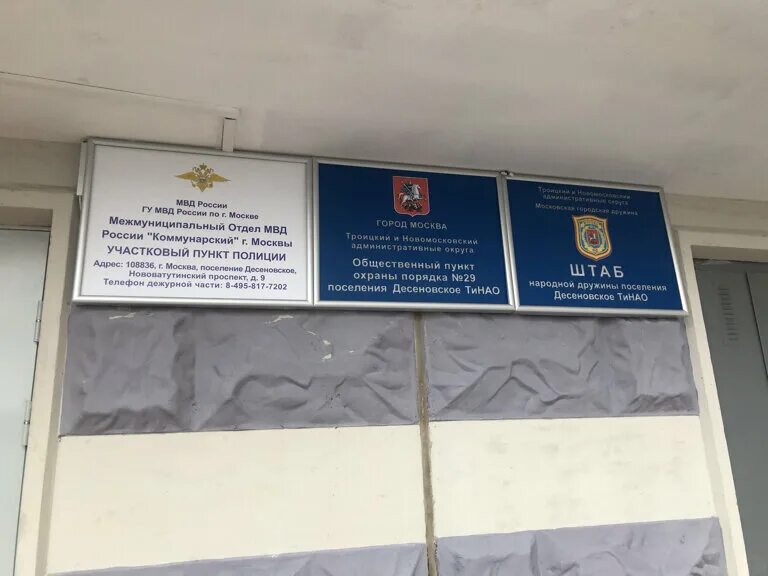 МВД России
ГУ МВД России по г. Москве
Межмуниципальный Отдел МВД
России "Коммунарский" г. Москвы
УЧАСТКОВЫЙ ПУНКТ ПОЛИЦИИ
Адрес: 108836, г. Москва, поселение Десеновское,
Нововатутинский проспект, д. 9
Телефон дежурной части: 8-495-817-7202
ГОРОД МОСКВА
Троицкий и Новомосковский
административные округа
Общественный пункт
охраны порядка №29
поселения Десеновское ТиНАО
Троицкий и Новомосковский
административные округа
Московская городская дружина
ШТАБ
народной дружины поселения
Десеновское ТиНАО